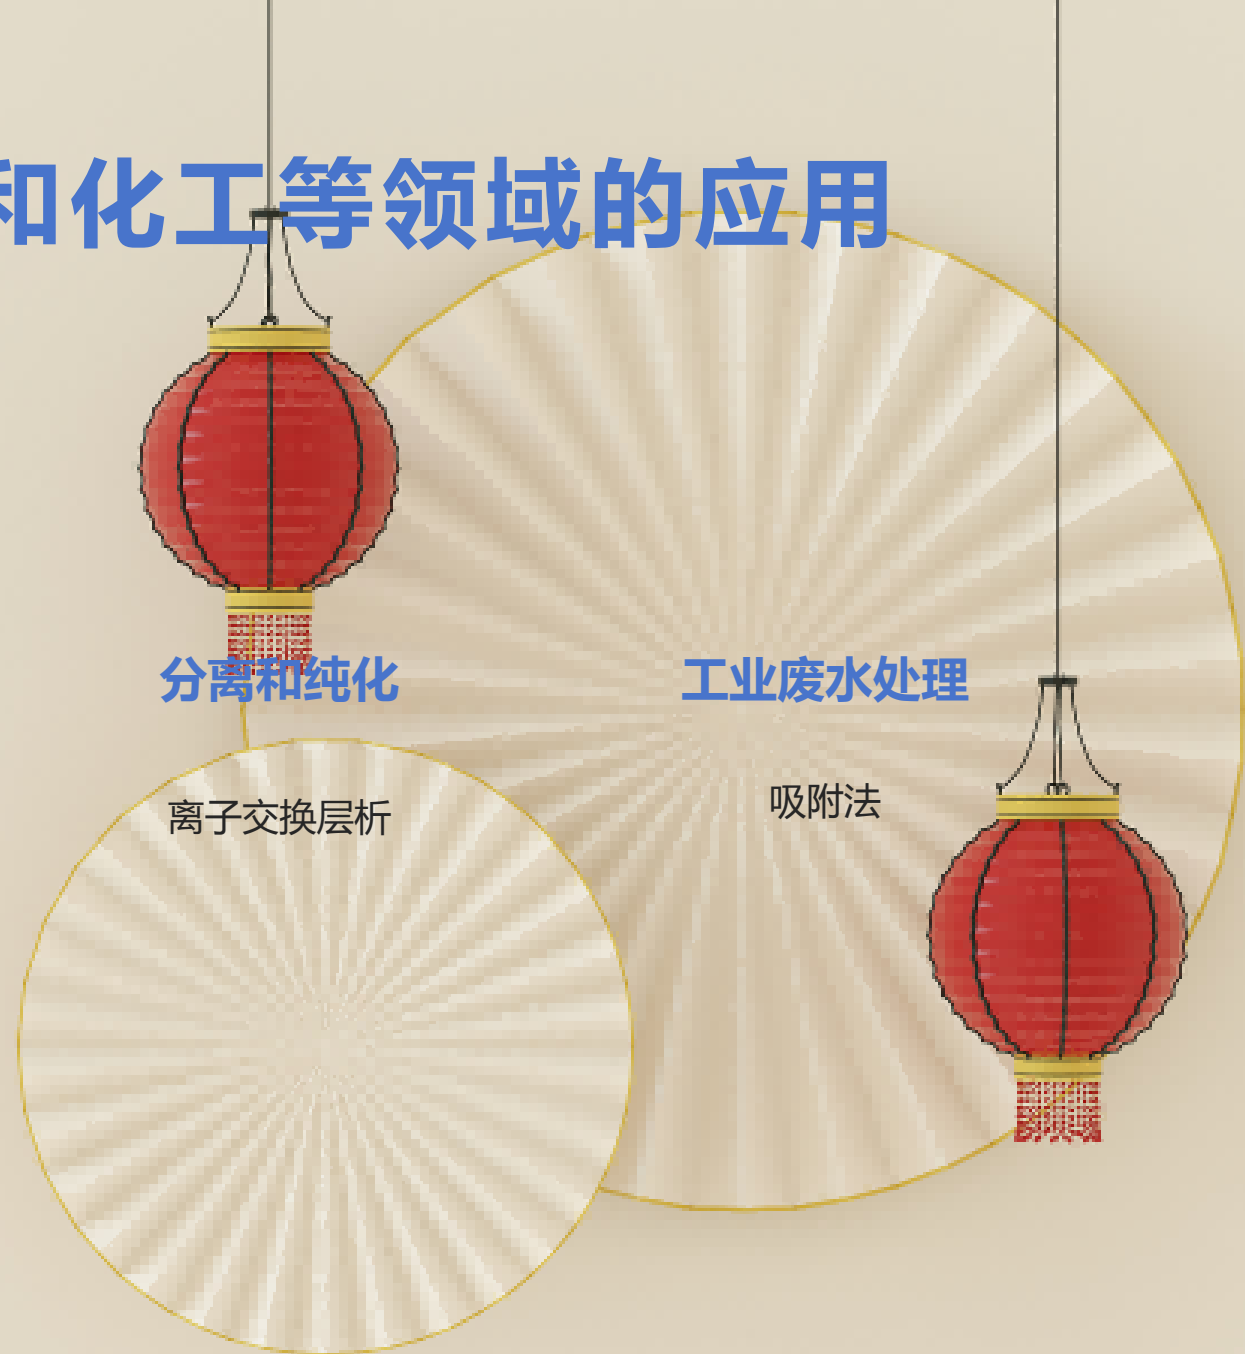 和化工等领域的应用
分离和纯化
工业废水处理
离子交换层析
吸附法